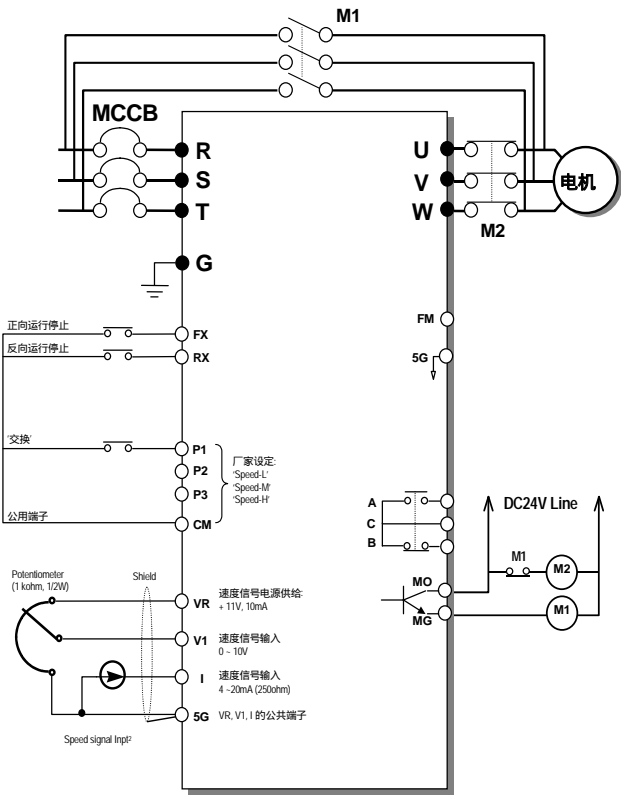 M1
MCCB
R
S
T
G
U
V
W
电机
M2
FM
5G
正向运行停止
FX
反向运行停止
RX
'交换'
P1
P2
P3
厂家设定:
'Speed-L'
'Speed-M'
'Speed-H'
公用端子
CM
A
C
B
DC24V Line
M1
M2
MO
MG
M1
Potentiometer
(1 kohm, 1/2W)
Shield
VR
速度信号电源供给:
+ 11V, 10mA
V1
速度信号输入
0 ~ 10V
I
速度信号输入
4 ~20mA (250ohm)
5G
VR, V1, I 的公共端子
Speed signal Inpt²